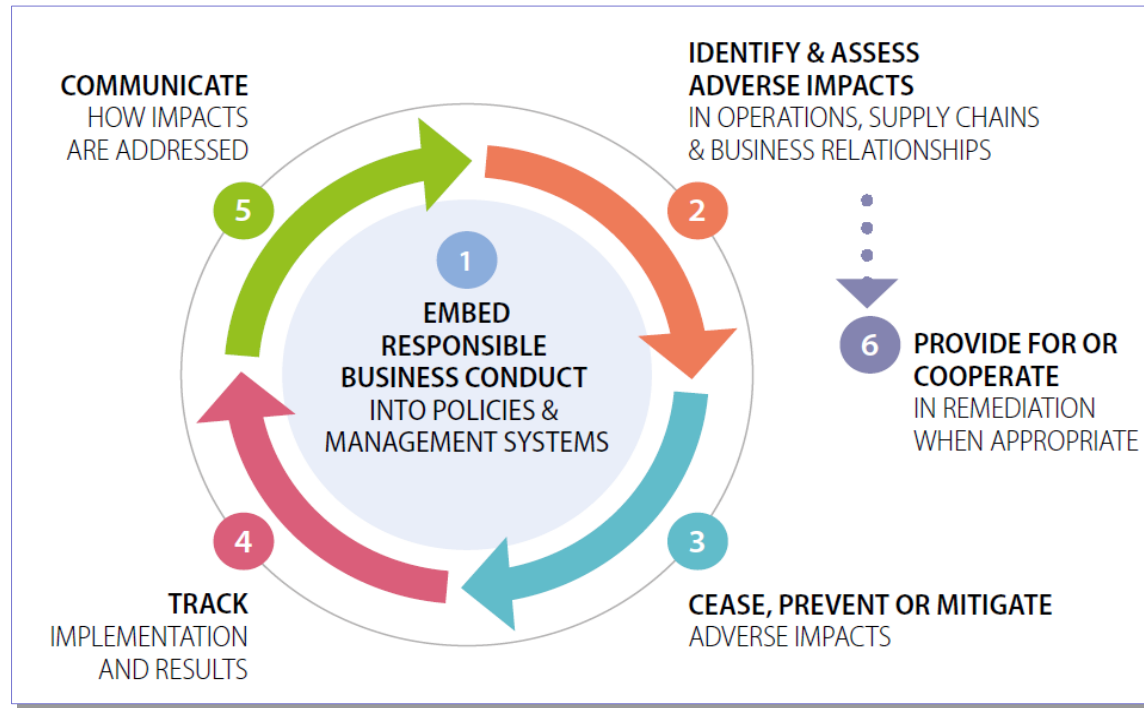 1
EMBED
RESPONSIBLE
BUSINESS CONDUCT
INTO POLICIES &
MANAGEMENT SYSTEMS
2
IDENTIFY & ASSESS
ADVERSE IMPACTS
IN OPERATIONS, SUPPLY CHAINS
& BUSINESS RELATIONSHIPS
3
CEASE, PREVENT OR MITIGATE
ADVERSE IMPACTS
4
TRACK
IMPLEMENTATION
AND RESULTS
5
COMMUNICATE
HOW IMPACTS
ARE ADDRESSED
6
PROVIDE FOR OR
COOPERATE
IN REMEDIATION
WHEN APPROPRIATE